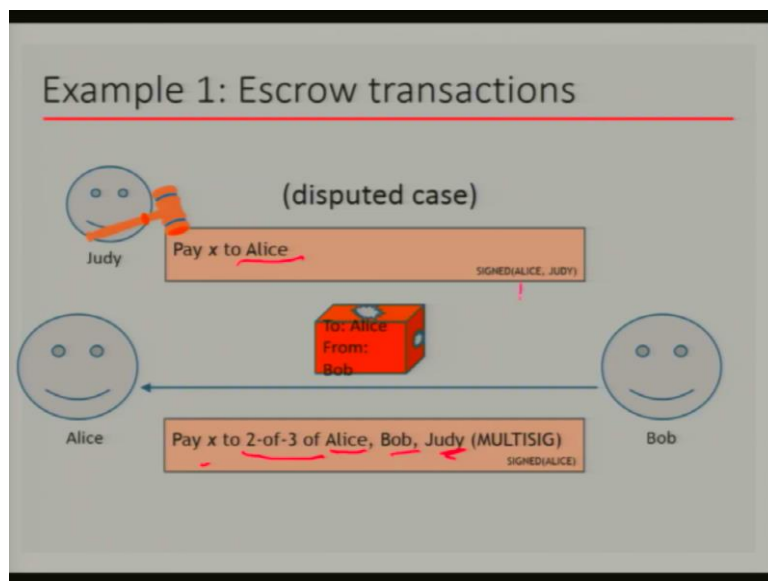 Example 1: Escrow transactions
(disputed case)
Judy
Pay x to Alice
SIGNED(ALICE, JUDY)
To: Alice
From:
Bob
Alice
Bob
Pay x to 2-of-3 of Alice, Bob, Judy (MULTISIG)
SIGNED(ALICE)